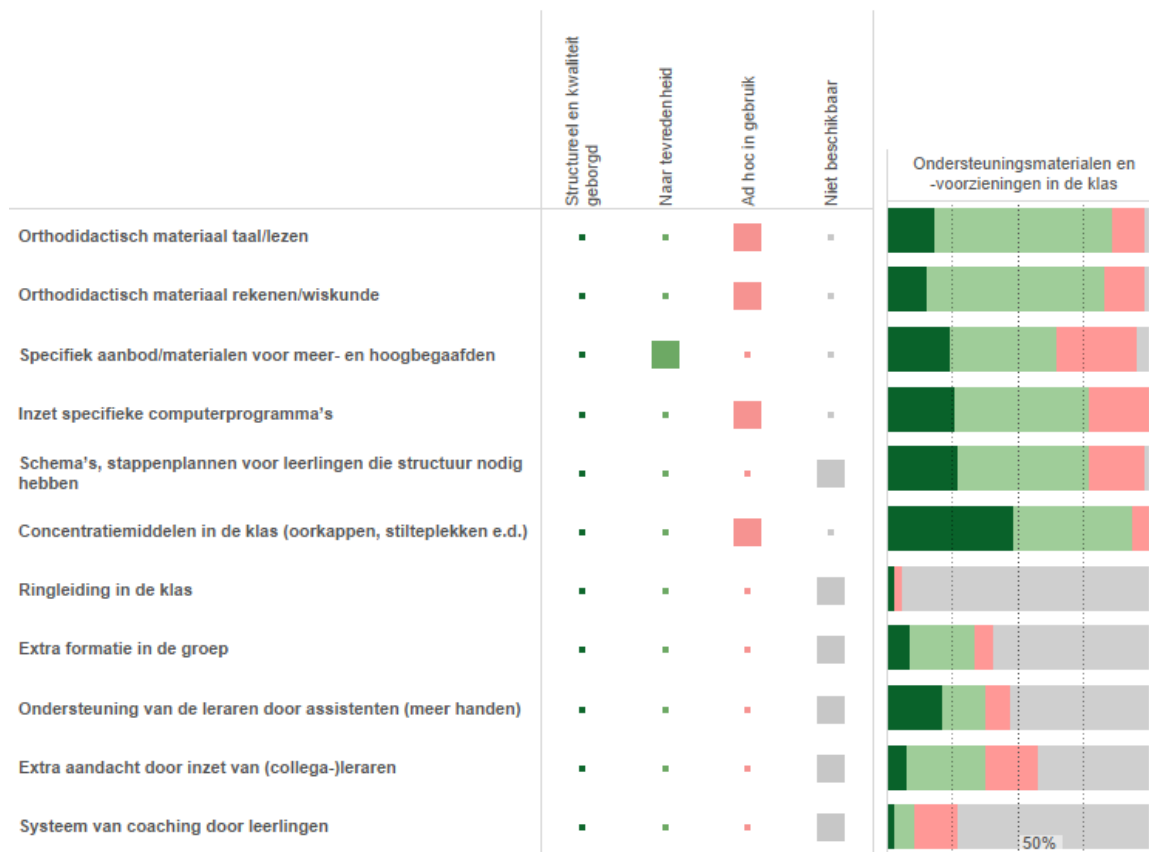 Structureel en kwaliteit
geborgd
Naar tevredenheid
Ad hoc in gebruik
Niet beschikbaar
Ondersteuningsmaterialen en
-voorzieningen in de klas
Orthodidactisch materiaal taal/lezen
Orthodidactisch materiaal rekenen/wiskunde
Specifiek aanbod/materialen voor meer- en hoogbegaafden
Inzet specifieke computerprogramma's
Schema's, stappenplannen voor leerlingen die structuur nodig
hebben
Concentratiemiddelen in de klas (oorkappen, stilteplekken e.d.)
Ringleiding in de klas
Extra formatie in de groep
Ondersteuning van de leraren door assistenten (meer handen)
Extra aandacht door inzet van (collega-)leraren
Systeem van coaching door leerlingen
50%